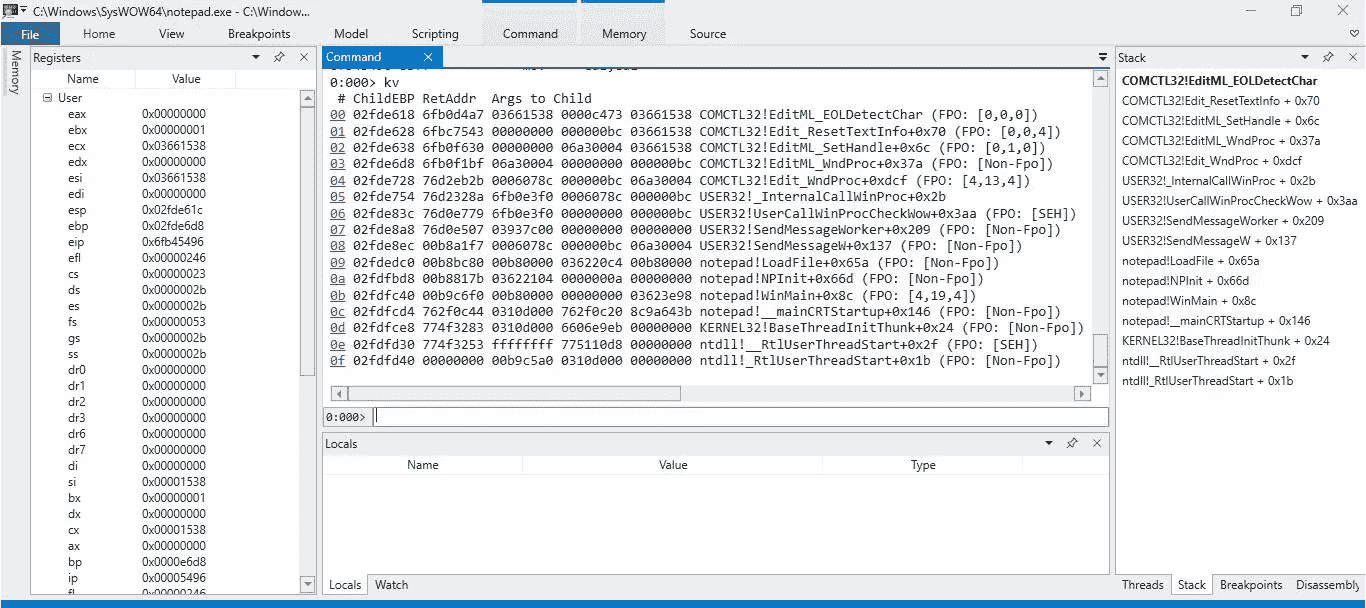 C:\Windows\SysWOW64\notepad.exe - C:\Window...
File Home View Breakpoints Model Scripting Command Memory Source
Memory
Registers
Name Value
User
eax 0x00000000
ebx 0x00000001
ecx 0x03661538
edx 0x00000000
esi 0x03661538
edi 0x00000000
esp 0x02fde61c
ebp 0x02fde6d8
eip 0x6fb45496
efl 0x00000246
cs 0x00000023
ds 0x0000002b
es 0x0000002b
fs 0x00000053
gs 0x0000002b
ss 0x0000002b
dr0 0x00000000
dr1 0x00000000
dr2 0x00000000
dr3 0x00000000
dr6 0x00000000
dr7 0x00000000
di 0x00000000
si 0x00001538
bx 0x00000001
dx 0x00000000
cx 0x00001538
ax 0x00000000
bp 0x0000e6d8
ip 0x00005496
fl 0x00000246
Command
0:000> kv
# ChildEBP RetAddr Args to Child
00 02fde618 6fb0d4a7 03661538 0000c473 03661538 COMCTL32!EditML_EOLDetectChar (FPO: [0,0,0])
01 02fde628 6fbc7543 00000000 000000bc 03661538 COMCTL32!Edit_ResetTextInfo+0x70 (FPO: [0,0,4])
02 02fde638 6fb0f630 00000000 06a30004 03661538 COMCTL32!EditML_SetHandle+0x6c (FPO: [0,1,0])
03 02fde6d8 6fb0f1bf 06a30004 00000000 000000bc COMCTL32!EditML_WndProc+0x37a (FPO: [Non-Fpo])
04 02fde728 76d2eb2b 0006078c 000000bc 06a30004 COMCTL32!Edit_WndProc+0xdcf (FPO: [4,13,4])
05 02fde754 76d2328a 6fb0e3f0 0006078c 000000bc USER32!_InternalCallWinProc+0x2b
06 02fde83c 76d0e779 6fb0e3f0 00000000 000000bc USER32!UserCallWinProcCheckWow+0x3aa (FPO: [SEH])
07 02fde8a8 76d0e507 03937c00 00000000 00000000 USER32!SendMessageWorker+0x209 (FPO: [Non-Fpo])
08 02fde8ec 00b8a1f7 0006078c 000000bc 06a30004 USER32!SendMessageW+0x137 (FPO: [Non-Fpo])
09 02fdedc0 00b8bc80 00b80000 036220c4 00b80000 notepad!LoadFile+0x65a (FPO: [Non-Fpo])
0a 02fdfbd8 00b8817b 03622104 0000000a 00000000 notepad!NPInit+0x66d (FPO: [Non-Fpo])
0b 02fdfc40 00b9c6f0 00b80000 00000000 03623e98 notepad!WinMain+0x8c (FPO: [4,19,4])
0c 02fdfcd4 762f0c44 0310d000 762f0c20 8c9a643b notepad!__mainCRTStartup+0x146 (FPO: [Non-Fpo])
0d 02fdfce8 774f3283 0310d000 6606e9eb 00000000 KERNEL32!BaseThreadInitThunk+0x24 (FPO: [Non-Fpo])
0e 02fdfd30 774f3253 ffffffff 775110d8 00000000 ntdll!__RtlUserThreadStart+0x2f (FPO: [SEH])
0f 02fdfd40 00000000 00b9c5a0 0310d000 00000000 ntdll!_RtlUserThreadStart+0x1b (FPO: [Non-Fpo])
0:000>
Locals
Name Value Type
Locals Watch
Stack
COMCTL32!EditML_EOLDetectChar
COMCTL32!Edit_ResetTextInfo + 0x70
COMCTL32!EditML_SetHandle + 0x6c
COMCTL32!EditML_WndProc + 0x37a
COMCTL32!Edit_WndProc + 0xdcf
USER32!_InternalCallWinProc + 0x2b
USER32!UserCallWinProcCheckWow + 0x3aa
USER32!SendMessageWorker + 0x209
USER32!SendMessageW + 0x137
notepad!LoadFile + 0x65a
notepad!NPInit + 0x66d
notepad!WinMain + 0x8c
notepad!__mainCRTStartup + 0x146
KERNEL32!BaseThreadInitThunk + 0x24
ntdll!__RtlUserThreadStart + 0x2f
ntdll!_RtlUserThreadStart + 0x1b
Threads Stack Breakpoints Disassembly